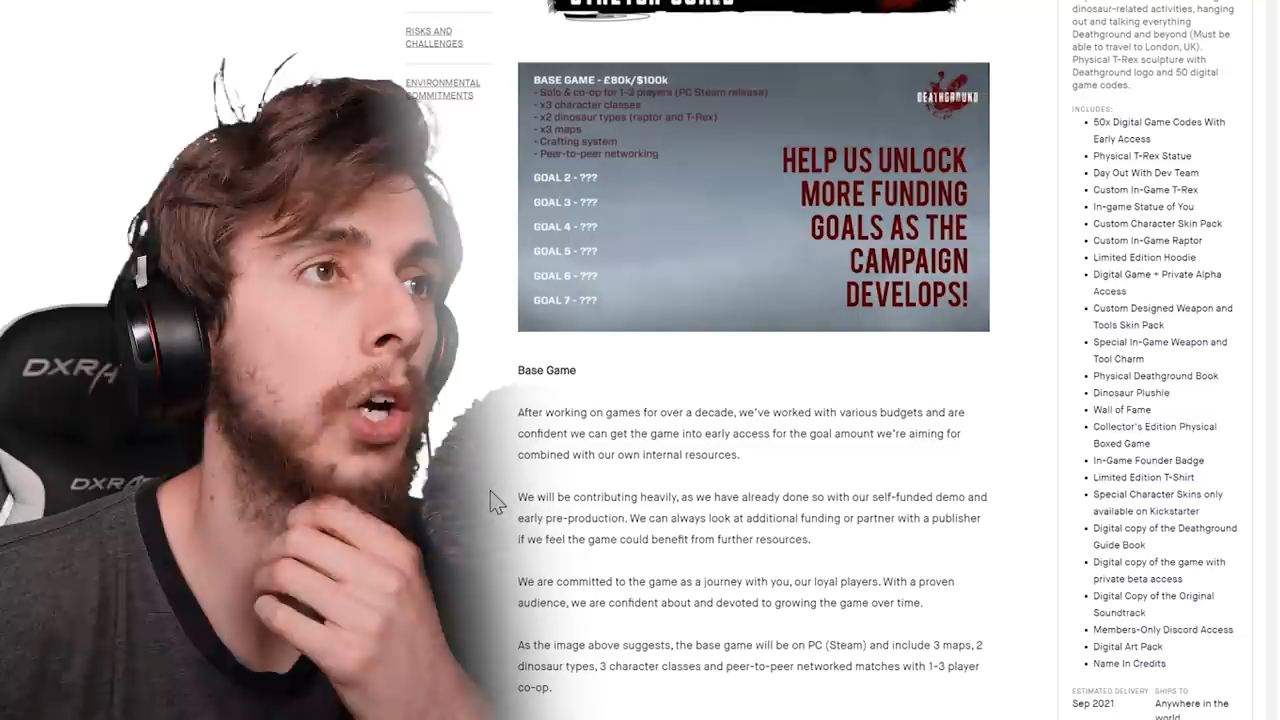 RISKS AND
CHALLENGES
ENVIRONMENTAL
COMMITMENTS
STRETCH GOALS
BASE GAME - £80k/$100k
- Solo & co-op for 1-3 players (PC Steam release)
- x3 character classes
- x2 dinosaur types (raptor and T-Rex)
- x3 maps
- Crafting system
- Peer-to-peer networking
GOAL 2 - ???
GOAL 3 - ???
GOAL 4 - ???
GOAL 5 - ???
GOAL 6 - ???
GOAL 7 - ???
DEATHGROUND
HELP US UNLOCK
MORE FUNDING
GOALS AS THE
CAMPAIGN
DEVELOPS!
Base Game
After working on games for over a decade, we've worked with various budgets and are
confident we can get the game into early access for the goal amount we're aiming for
combined with our own internal resources.
We will be contributing heavily, as we have already done so with our self-funded demo and
early pre-production. We can always look at additional funding or partner with a publisher
if we feel the game could benefit from further resources.
We are committed to the game as a journey with you, our loyal players. With a proven
audience, we are confident about and devoted to growing the game over time.
As the image above suggests, the base game will be on PC (Steam) and include 3 maps, 2
dinosaur types, 3 character classes and peer-to-peer networked matches with 1-3 player
co-op.
dinosaur-related activities, hanging
out and talking everything
Deathground and beyond (Must be
able to travel to London, UK).
Physical T-Rex sculpture with
Deathground logo and 50 digital
game codes.
INCLUDES:
• 50x Digital Game Codes With
Early Access
• Physical T-Rex Statue
• Day Out With Dev Team
• Custom In-Game T-Rex
• In-game Statue of You
• Custom Character Skin Pack
• Custom In-Game Raptor
• Limited Edition Hoodie
• Digital Game + Private Alpha
Access
• Custom Designed Weapon and
Tools Skin Pack
• Special In-Game Weapon and
Tool Charm
• Physical Deathground Book
• Dinosaur Plushie
• Wall of Fame
• Collector's Edition Physical
Boxed Game
• In-Game Founder Badge
• Limited Edition T-Shirt
• Special Character Skins only
available on Kickstarter
• Digital copy of the Deathground
Guide Book
• Digital copy of the game with
private beta access
• Digital Copy of the Original
Soundtrack
• Members-Only Discord Access
• Digital Art Pack
• Name In Credits
ESTIMATED DELIVERY
Sep 2021
SHIPS TO
Anywhere in the
world
DXRA
DXRA